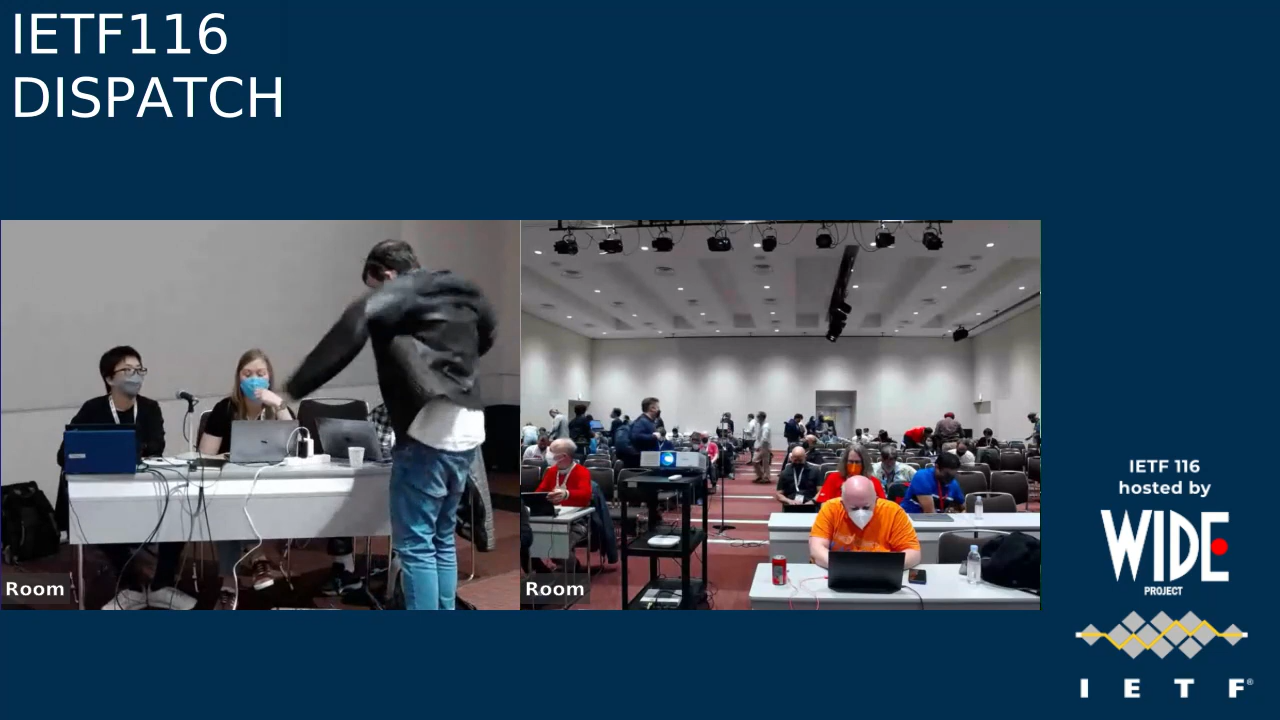 IETF116
DISPATCH
Room
Room
IETF 116
hosted by
WIDE
PROJECT
I E T F®